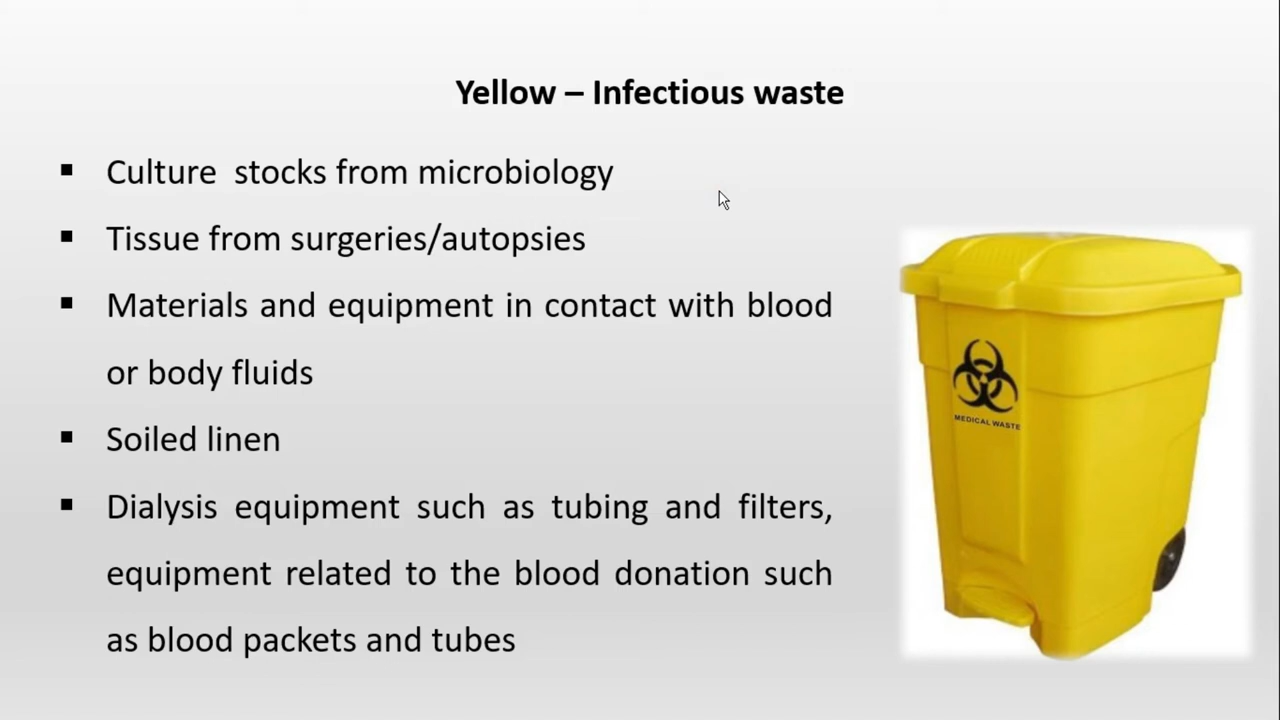 Yellow – Infectious waste
▪ Culture  stocks from microbiology
▪ Tissue from surgeries/autopsies
▪ Materials and equipment in contact with blood
or body fluids
▪ Soiled linen
▪ Dialysis equipment such as tubing and filters,
equipment related to the blood donation such
as blood packets and tubes
MEDICAL WASTE